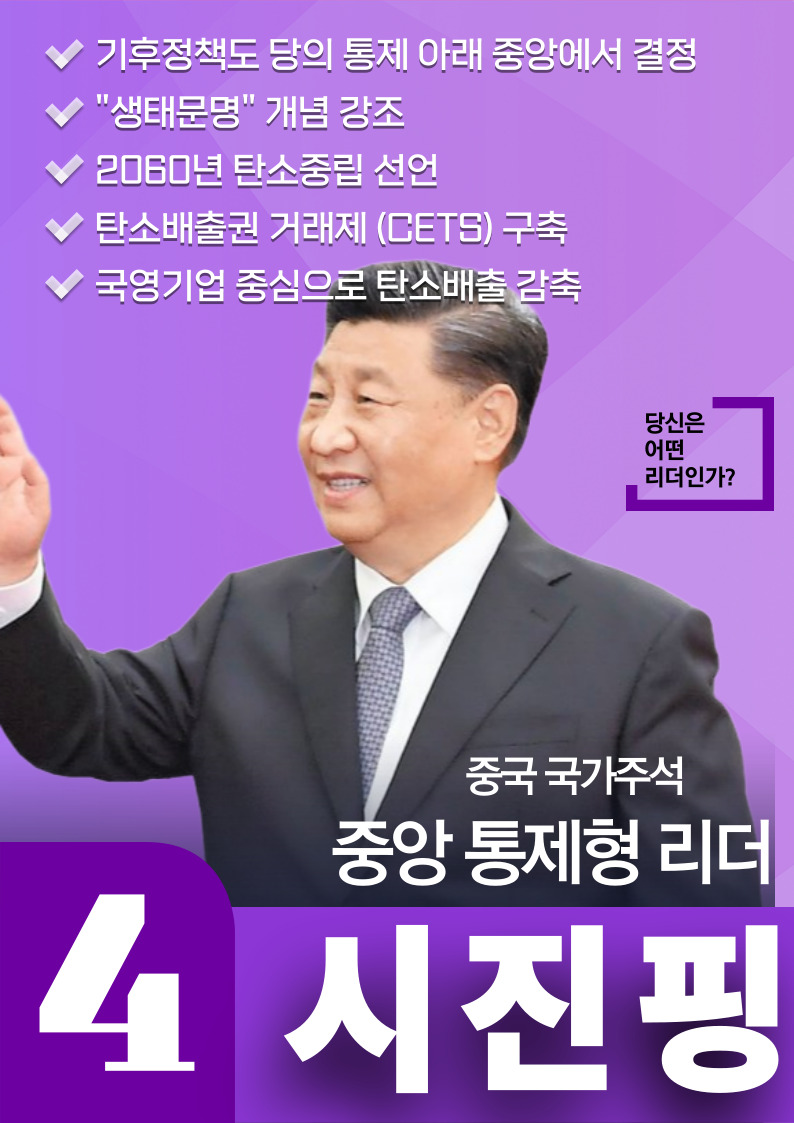 기후정책도 당의 통제 아래 중앙에서 결정
"생태문명" 개념 강조
2060년 탄소중립 선언
탄소배출권 거래제 (CETS) 구축
국영기업 중심으로 탄소배출 감축
당신은
어떤
리더인가?
중국 국가주석
중앙 통제형 리더
4
시진핑